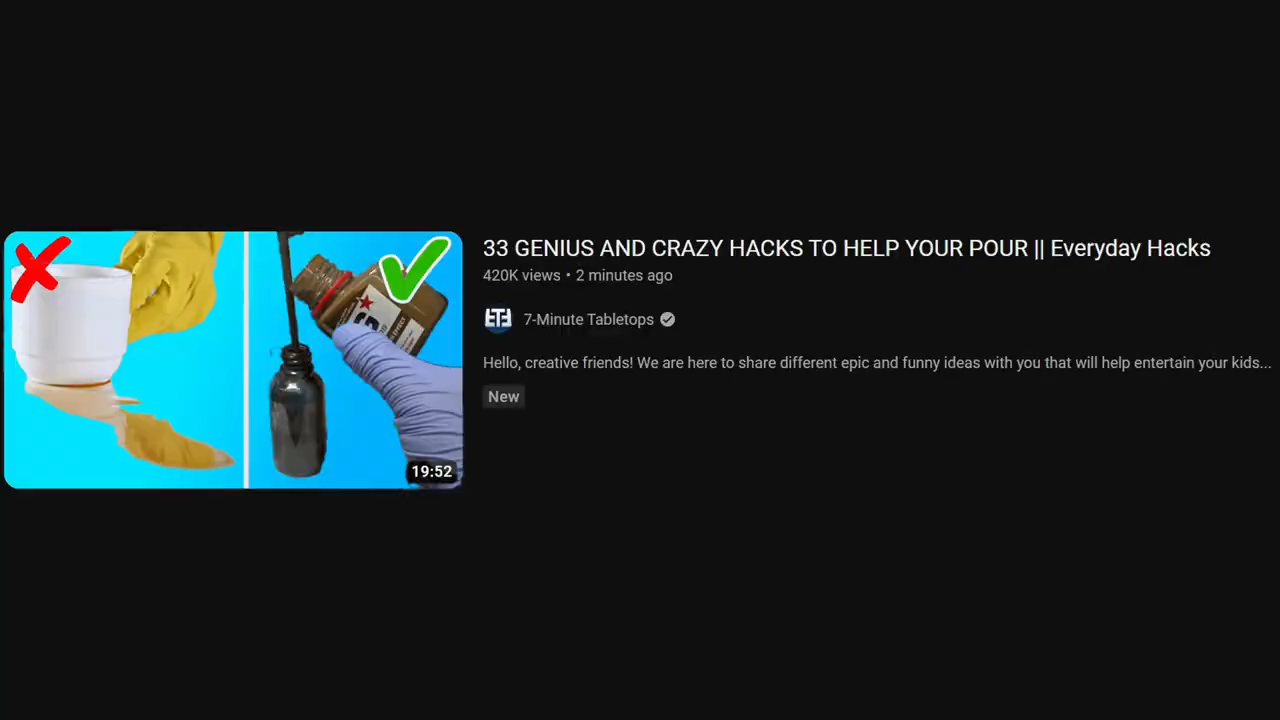 33 GENIUS AND CRAZY HACKS TO HELP YOUR POUR || Everyday Hacks
420K views • 2 minutes ago
7-Minute Tabletops
Hello, creative friends! We are here to share different epic and funny ideas with you that will help entertain your kids...
New
19:52